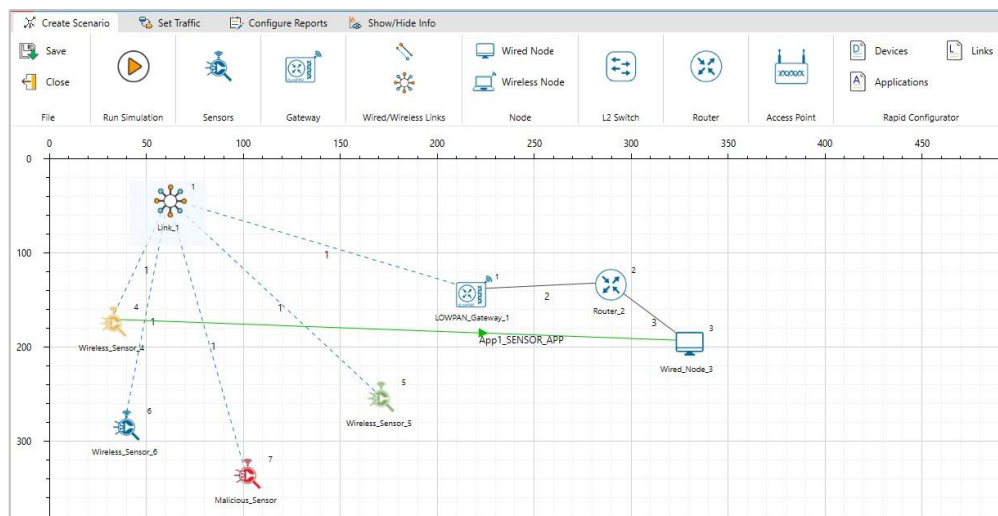 Create Scenario Set Traffic Configure Reports Show/Hide Info
Save
Close
Wired Node
Wireless Node
Devices Links
Applications
File Run Simulation Sensors Gateway Wired/Wireless Links Node L2 Switch Router Access Point Rapid Configurator
0 50 100 150 200 250 300 350 400 450
0
1
Link_1
100
1
1
1
2
LOWPAN_Gateway_1
2
Router_2
4
1
1
3
3
Wireless_Sensor_4
1
App1_SENSOR_APP
200
Wired_Node_3
5
Wireless_Sensor_5
6
Wireless_Sensor_6
300
7
Malicious_Sensor